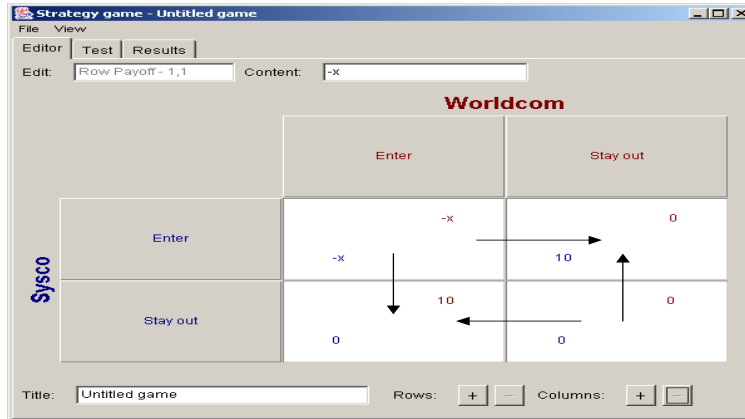 Strategy game - Untitled game
File View
Editor Test Results
Edit: Row Payoff - 1,1 Content: -x
Worldcom
Enter Stay out
Sysco
Enter -x -x 0 10
Stay out 10 0 0 0
Title: Untitled game Rows: + - Columns: + -